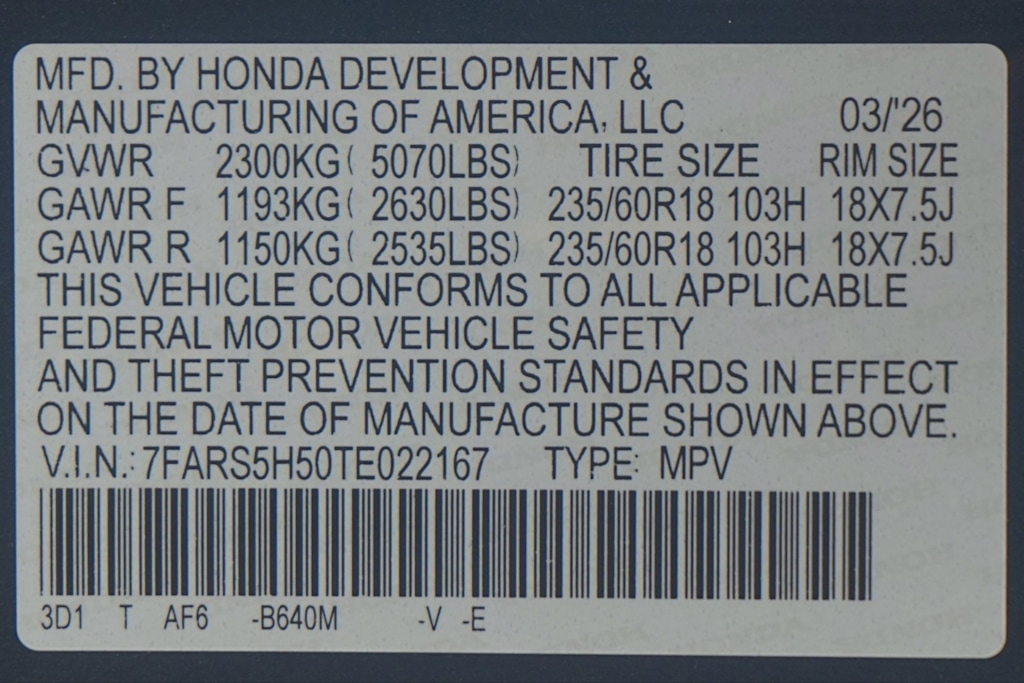 MFD. BY HONDA DEVELOPMENT &
MANUFACTURING OF AMERICA, LLC 03/'26
GVWR 2300KG( 5070LBS) TIRE SIZE RIM SIZE
GAWR F 1193KG( 2630LBS) 235/60R18 103H 18X7.5J
GAWR R 1150KG( 2535LBS) 235/60R18 103H 18X7.5J
THIS VEHICLE CONFORMS TO ALL APPLICABLE
FEDERAL MOTOR VEHICLE SAFETY
AND THEFT PREVENTION STANDARDS IN EFFECT
ON THE DATE OF MANUFACTURE SHOWN ABOVE.
V.I.N.: 7FARS5H50TE022167 TYPE: MPV
3D1 T AF6 -B640M -V -E